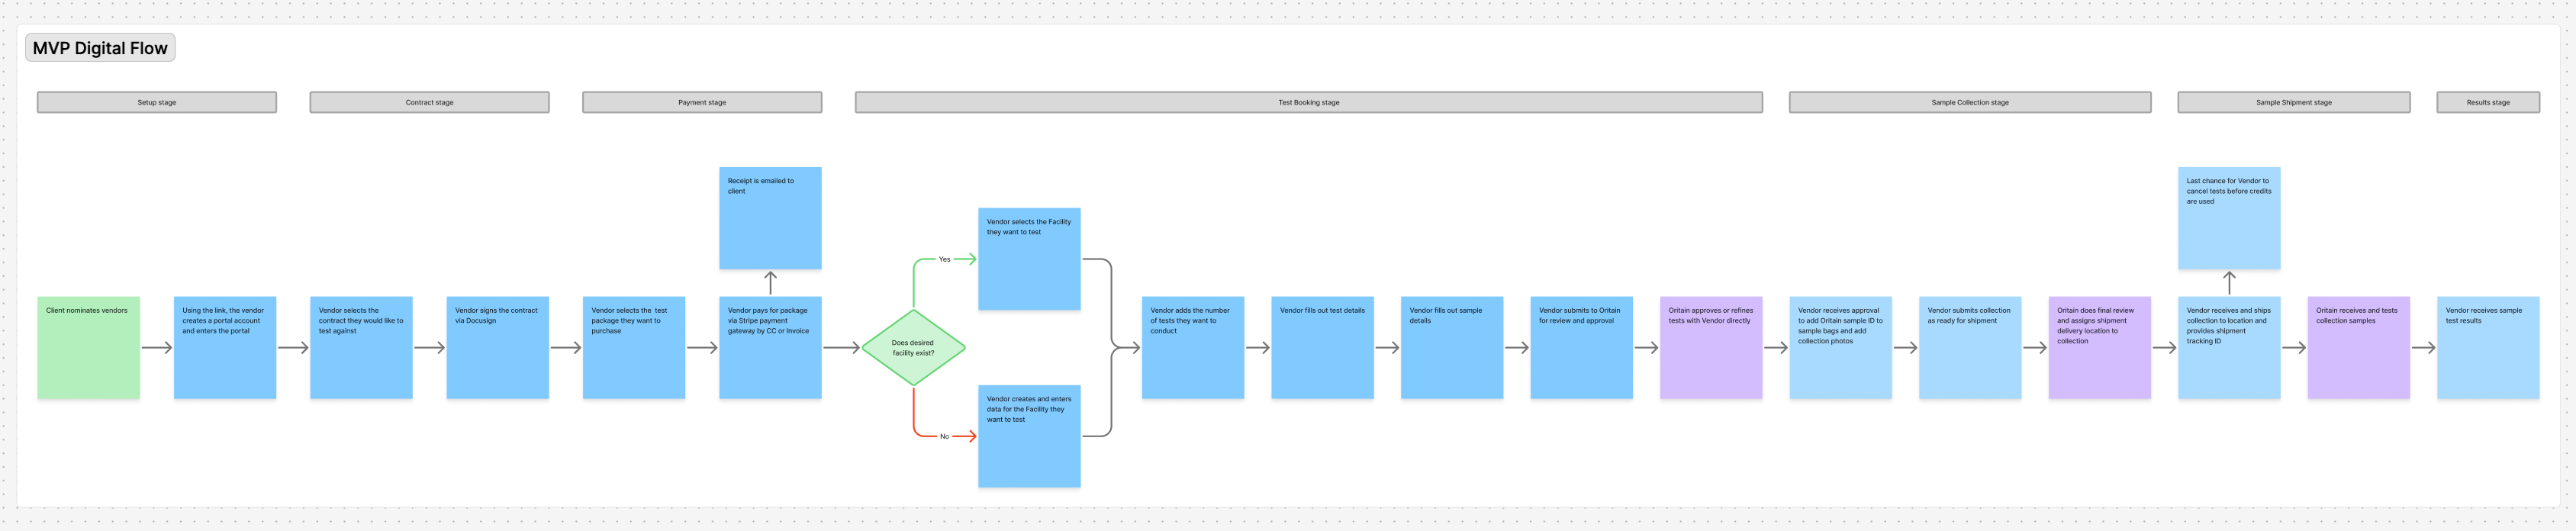 MVP Digital Flow
Setup stage
Contract stage
Payment stage
Test Booking stage
Sample Collection stage
Sample Shipment stage
Results stage
Client nominates vendors
Using the link, the vendor
creates a portal account
and enters the portal
Vendor selects the
contract they would like to
test against
Vendor signs the contract
via Docusign
Vendor selects the test
package they want to
purchase
Receipt is emailed to
client
Vendor pays for package
via Stripe payment
gateway by CC or Invoice
Does desired
facility exist?
Yes
Vendor selects the Facility
they want to test
No
Vendor creates and enters
data for the Facility they
want to test
Vendor adds the number
of tests they want to
conduct
Vendor fills out test details
Vendor fills out sample
details
Vendor submits to Oritain
for review and approval
Oritain approves or refines
tests with Vendor directly
Vendor receives approval
to add Oritain sample ID to
sample bags and add
collection photos
Vendor submits collection
as ready for shipment
Oritain does final review
and assigns shipment
delivery location to
collection
Last chance for Vendor to
cancel tests before credits
are used
Vendor receives and ships
collection to location and
provides shipment
tracking ID
Oritain receives and tests
collection samples
Vendor receives sample
test results